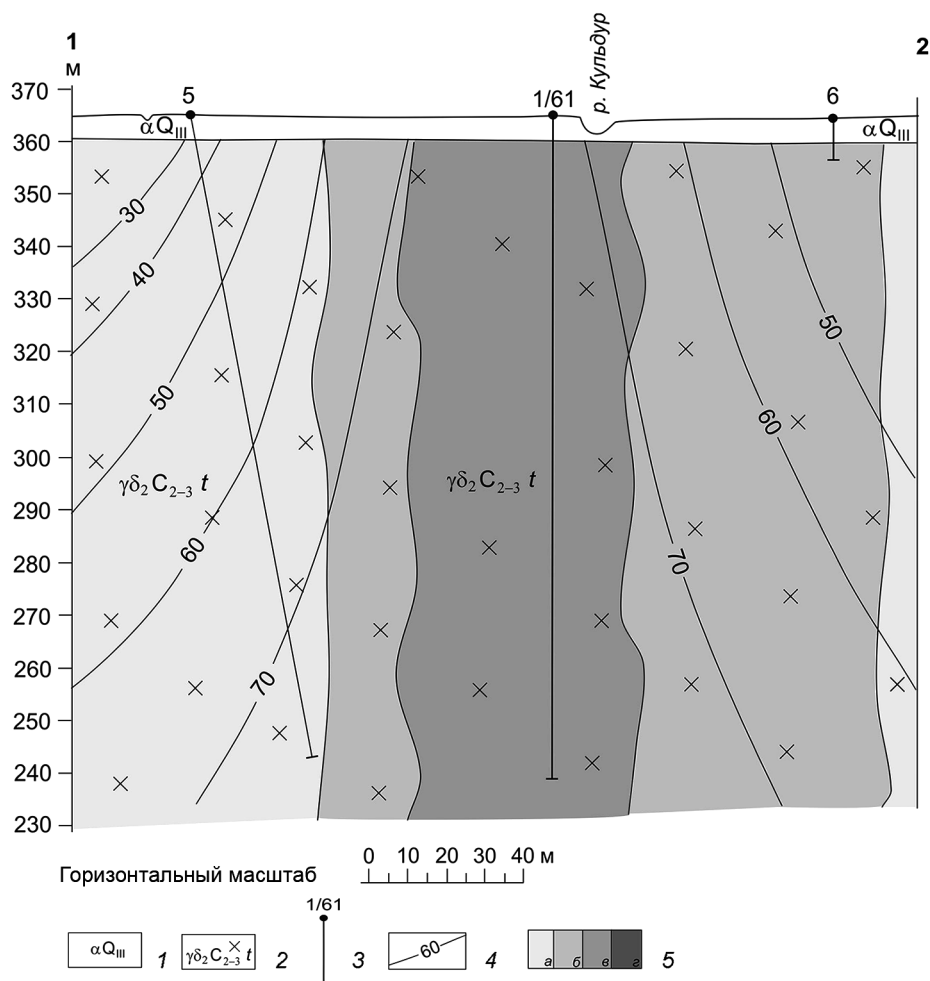 1
2
м
р. Кульдур
370
360
350
340
330
320
310
300
290
280
270
260
250
240
230
5
1/61
6
αQIII
αQIII
30
40
50
60
70
50
60
70
γδ₂C₂₋₃ t
γδ₂C₂₋₃ t
Горизонтальный масштаб
0 10 20 30 40 м
1/61
αQIII 1
γδ₂C₂₋₃ t 2
3
60 4
а б в г 5